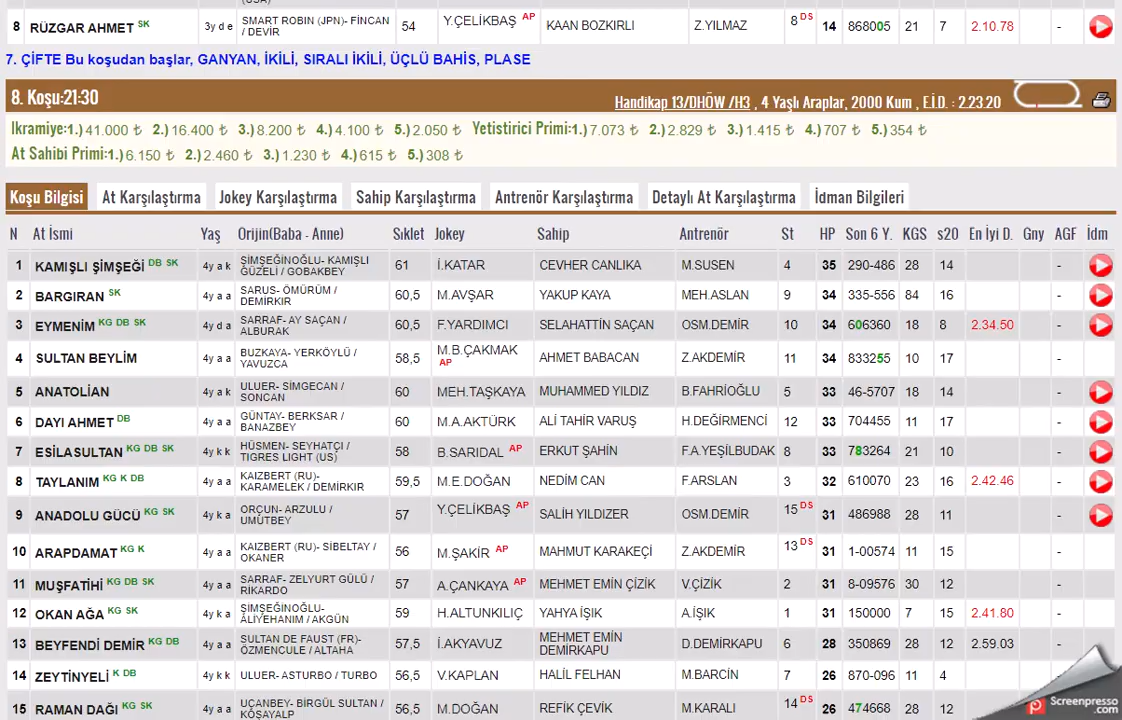 8 RÜZGAR AHMET SK 3y d e SMART ROBIN (JPN)- FİNCAN / DEVİR 54 Y.ÇELİKBAŞ AP KAAN BOZKIRLI Z.YILMAZ 8 DS 14 868005 21 7 2.10.78 -
7. ÇİFTE Bu koşudan başlar, GANYAN, İKİLİ, SIRALI İKİLİ, ÜÇLÜ BAHİS, PLASE
8. Koşu:21:30 Handikap 13/DHÖW /H3 , 4 Yaşlı Araplar, 2000 Kum , E.İ.D. : 2.23.20
Ikramiye:1.) 41.000 ₺ 2.) 16.400 ₺ 3.) 8.200 ₺ 4.) 4.100 ₺ 5.) 2.050 ₺ Yetistirici Primi:1.) 7.073 ₺ 2.) 2.829 ₺ 3.) 1.415 ₺ 4.) 707 ₺ 5.) 354 ₺
At Sahibi Primi:1.) 6.150 ₺ 2.) 2.460 ₺ 3.) 1.230 ₺ 4.) 615 ₺ 5.) 308 ₺
Koşu Bilgisi At Karşılaştırma Jokey Karşılaştırma Sahip Karşılaştırma Antrenör Karşılaştırma Detaylı At Karşılaştırma İdman Bilgileri
N At İsmi Yaş Orijin(Baba - Anne) Sıklet Jokey Sahip Antrenör St HP Son 6 Y. KGS s20 En İyi D. Gny AGF İdm
1 KAMIŞLI ŞİMŞEĞİ DB SK 4y a k ŞİMŞEĞİNOĞLU- KAMIŞLI GÜZELİ / GOBAKBEY 61 İ.KATAR CEVHER CANLIKA M.SUSEN 4 35 290-486 28 14 -
2 BARGIRAN SK 4y a a SARUS- ÖMÜRÜM / DEMİRKIR 60,5 M.AVŞAR YAKUP KAYA MEH.ASLAN 9 34 335-556 84 16 -
3 EYMENİM KG DB SK 4y d a SARRAF- AY SAÇAN / ALBURAK 60,5 F.YARDIMCI SELAHATTİN SAÇAN OSM.DEMİR 10 34 606360 18 8 2.34.50 -
4 SULTAN BEYLİM 4y a a BUZKAYA- YERKÖYLÜ / YAVUZCA 58,5 M.B.ÇAKMAK AP AHMET BABACAN Z.AKDEMİR 11 34 833255 10 17 -
5 ANATOLİAN 4y a k ULUER- SİMGECAN / SONCAN 60 MEH.TAŞKAYA MUHAMMED YILDIZ B.FAHRİOĞLU 5 33 46-5707 18 14 -
6 DAYI AHMET DB 4y a a GÜNTAY- BERKSAR / BANAZBEY 60 M.A.AKTÜRK ALİ TAHİR VARUŞ H.DEĞİRMENCİ 12 33 704455 11 17 -
7 ESİLASULTAN KG DB SK 4y k k HÜSMEN- SEYHATÇI / TIGRES LIGHT (US) 58 B.SARIDAL AP ERKUT ŞAHİN F.A.YEŞİLBUDAK 8 33 783264 21 10 -
8 TAYLANIM KG K DB 4y a a KAIZBERT (RU)- KARAMELEK / DEMİRKIR 59,5 M.E.DOĞAN NEDİM CAN F.ARSLAN 3 32 610070 23 16 2.42.46 -
9 ANADOLU GÜCÜ KG SK 4y k a ORÇUN- ARZULU / UMUTBEY 57 Y.ÇELİKBAŞ AP SALİH YILDIZER OSM.DEMİR 15 DS 31 486988 28 11 -
10 ARAPDAMAT KG K 4y a a KAIZBERT (RU)- SİBELTAY / OKANER 56 M.ŞAKİR AP MAHMUT KARAKEÇİ Z.AKDEMİR 13 DS 31 1-00574 11 15 -
11 MUŞFATİHİ KG DB SK 4y a a SARRAF- ZELYURT GÜLÜ / RİKARDO 57 A.ÇANKAYA AP MEHMET EMİN ÇİZİK V.ÇİZİK 2 31 8-09576 30 12 -
12 OKAN AĞA KG SK 4y k a ŞİMŞEĞİNOĞLU- ALİYEHANIM / AKGÜN 59 H.ALTUNKILIÇ YAHYA IŞIK A.IŞIK 1 31 150000 7 15 2.41.80 -
13 BEYFENDİ DEMİR KG DB 4y a a SULTAN DE FAUST (FR)- ÖZMENCULE / ALTAHA 57,5 İ.AKYAVUZ MEHMET EMİN DEMİRKAPU D.DEMİRKAPU 6 28 350869 28 12 2.59.03 -
14 ZEYTİNYELİ K DB 4y k k ULUER- ASTURBO / TURBO 56,5 V.KAPLAN HALİL FELHAN M.BARCİN 7 26 870-096 11 4 -
15 RAMAN DAĞI KG SK 4y a a UÇANBEY- BİRGÜL SULTAN / KÖŞAYALP 56,5 M.DOĞAN REFİK ÇEVİK M.KARALI 14 DS 26 474668 28 12
Screenpresso .com